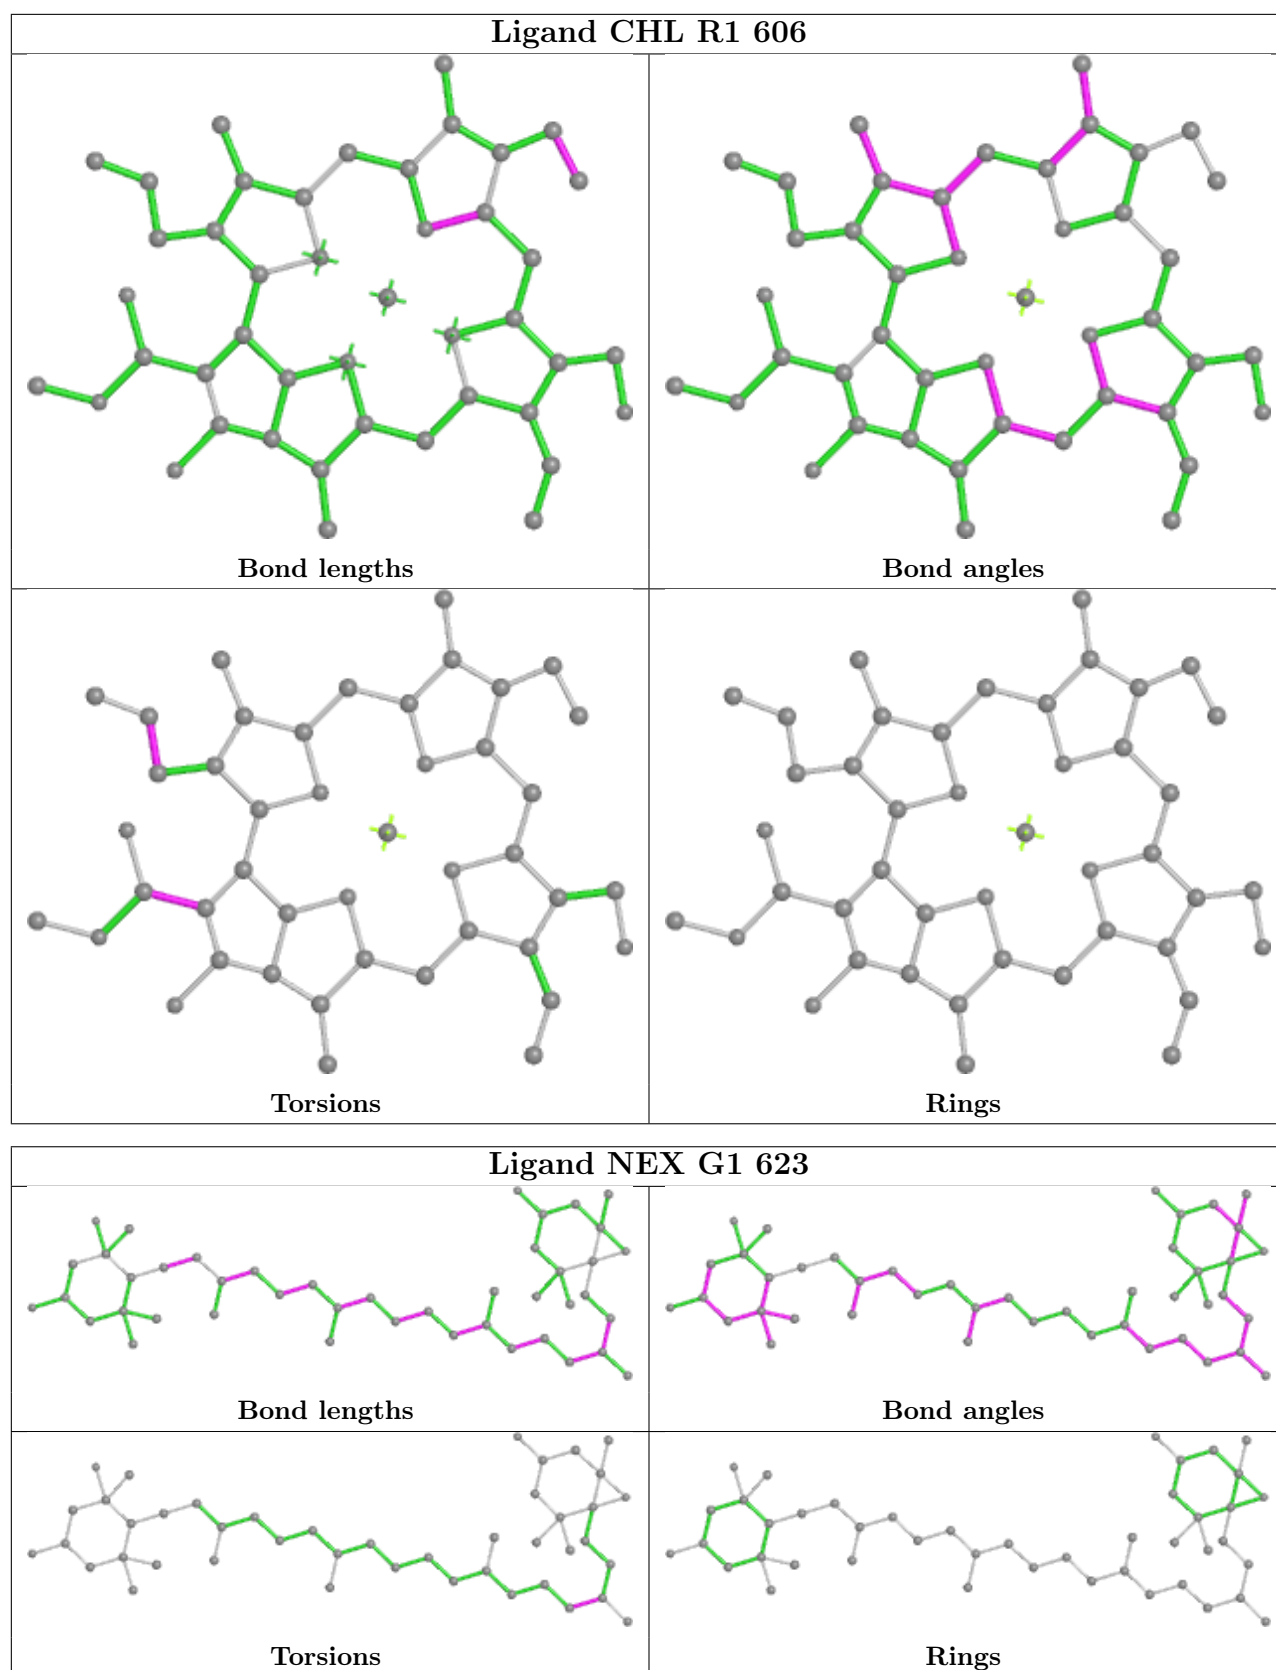 Ligand CHL R1 606
Bond lengths
Bond angles
Torsions
Rings
Ligand NEX G1 623
Bond lengths
Bond angles
Torsions
Rings